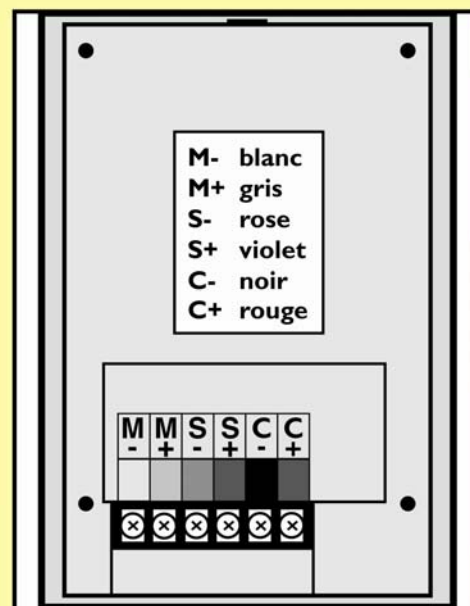 M- blanc
M+ gris
S- rose
S+ violet
C- noir
C+ rouge
M M S S C C
- + - + - +